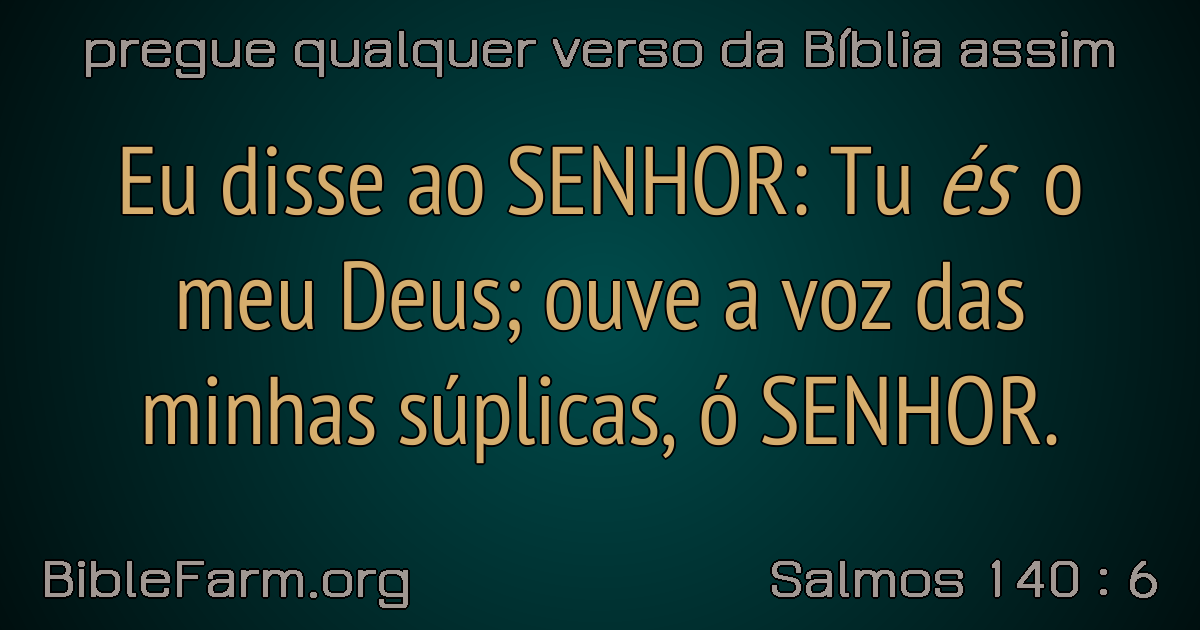 pregue qualquer verso da Bíblia assim
Eu disse ao SENHOR: Tu és o
meu Deus; ouve a voz das
minhas súplicas, ó SENHOR.
BibleFarm.org
Salmos 140 : 6